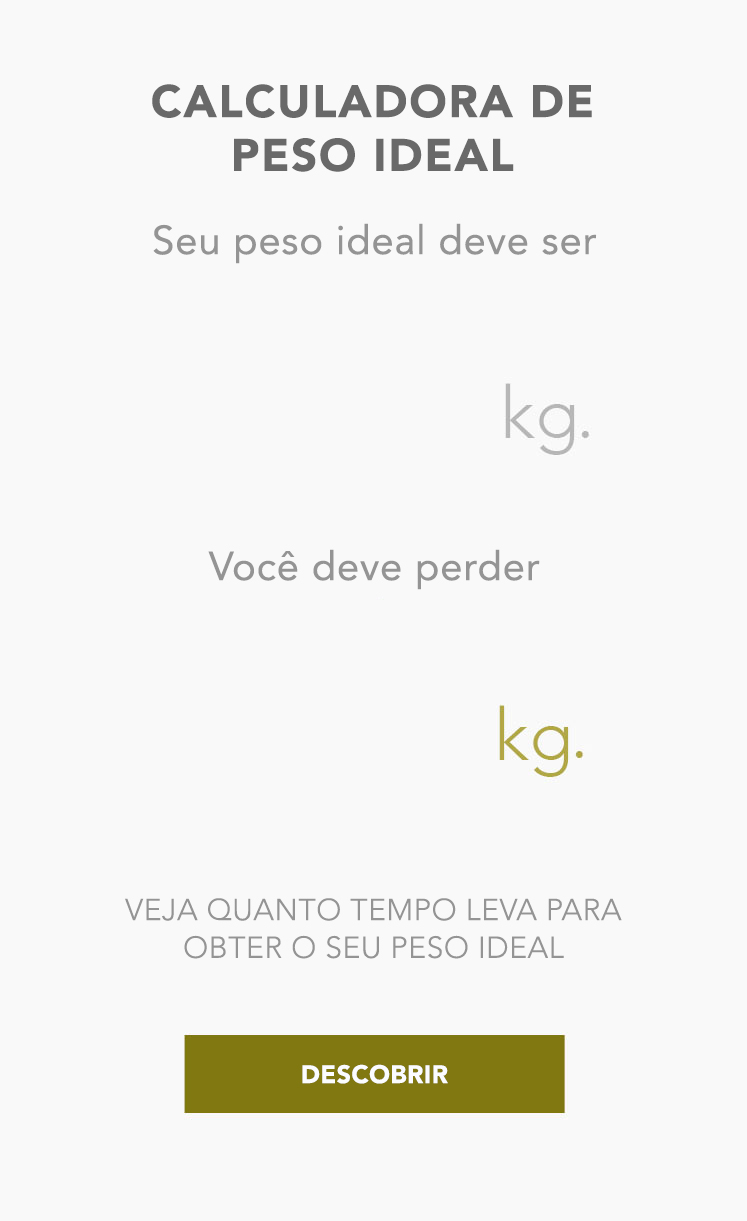 CALCULADORA DE
PESO IDEAL
Seu peso ideal deve ser
kg.
Você deve perder
kg.
VEJA QUANTO TEMPO LEVA PARA
OBTER O SEU PESO IDEAL
DESCOBRIR